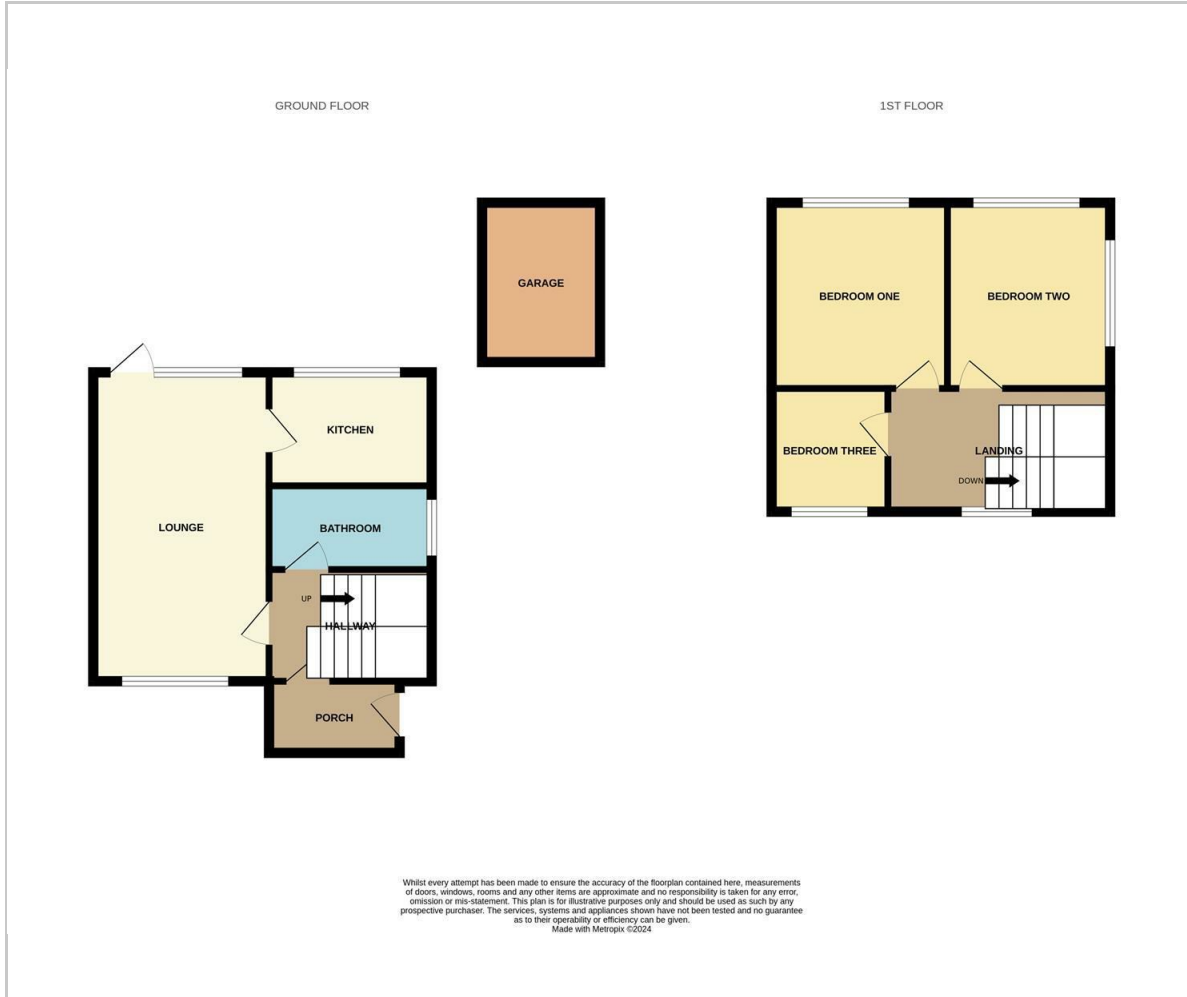 GROUND FLOOR
1ST FLOOR
GARAGE
BEDROOM ONE
BEDROOM TWO
KITCHEN
BEDROOM THREE
LANDING
DOWN
LOUNGE
BATHROOM
UP
HALLWAY
PORCH
Whilst every attempt has been made to ensure the accuracy of the floorplan contained here, measurements
of doors, windows, rooms and any other items are approximate and no responsibility is taken for any error,
omission or mis-statement. This plan is for illustrative purposes only and should be used as such by any
prospective purchaser. The services, systems and appliances shown have not been tested and no guarantee
as to their operability or efficiency can be given.
Made with Metropix ©2024